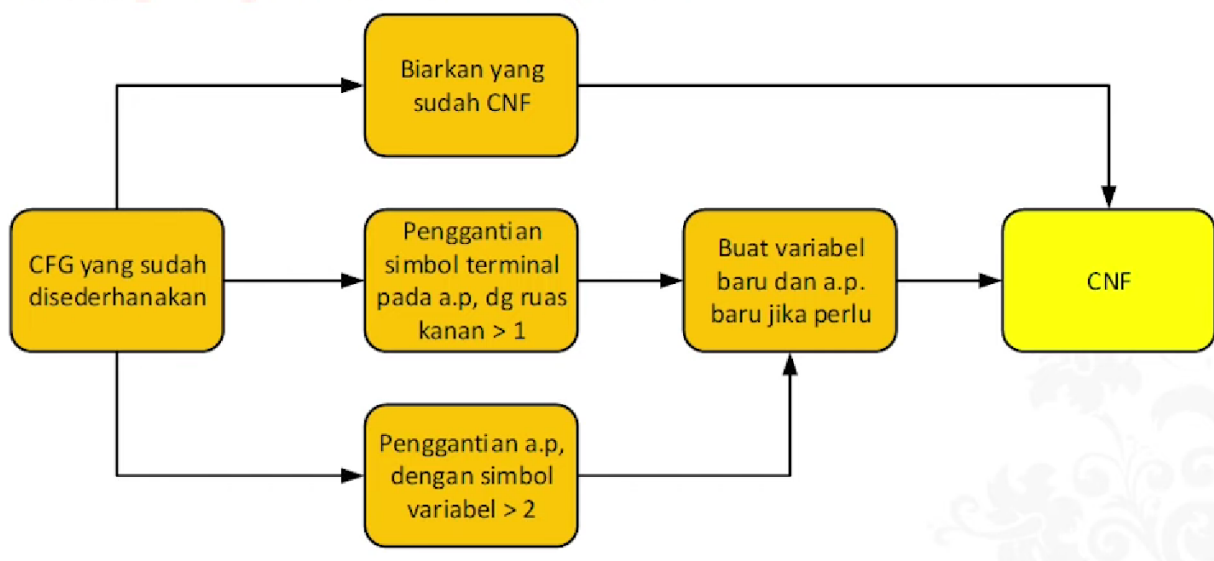 Biarkan yang
sudah CNF
CFG yang sudah
disederhanakan
Penggantian
simbol terminal
pada a.p, dg ruas
kanan > 1
Buat variabel
baru dan a.p.
baru jika perlu
CNF
Penggantian a.p,
dengan simbol
variabel > 2